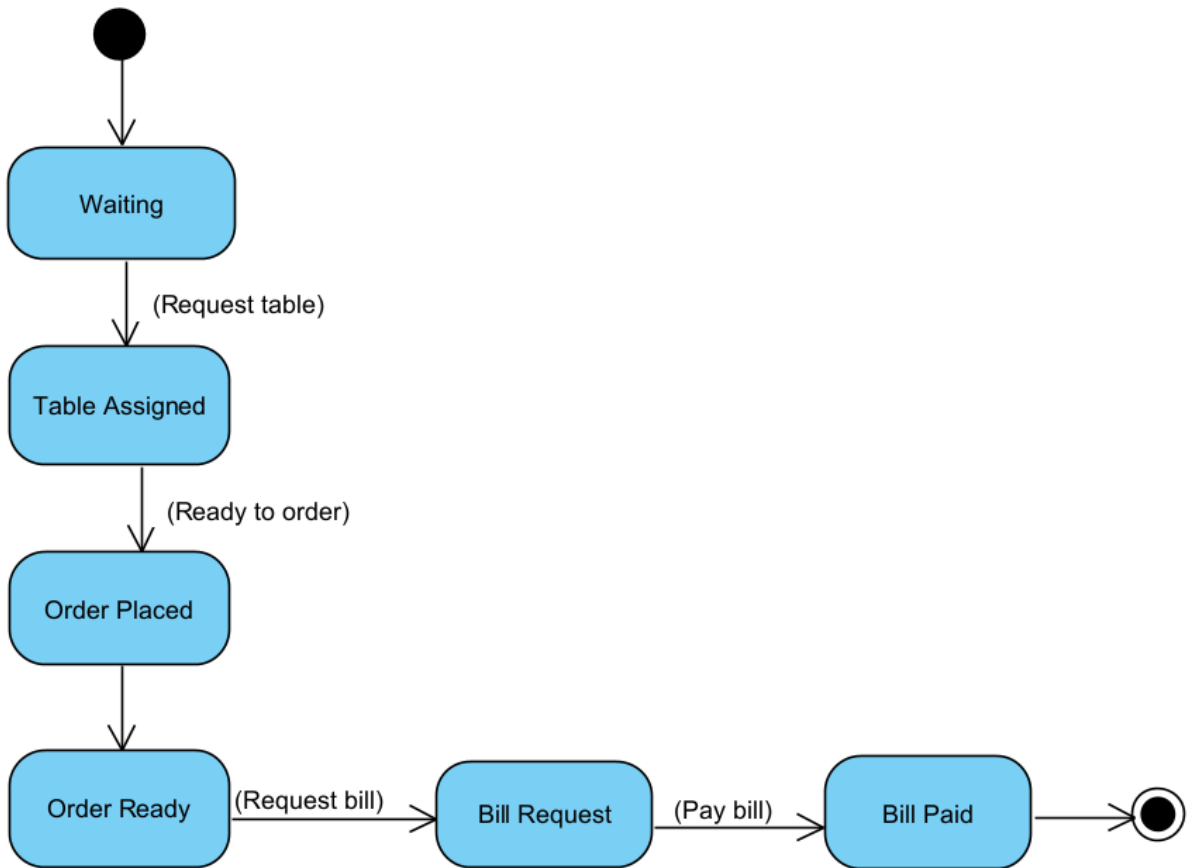 Waiting
(Request table)
Table Assigned
(Ready to order)
Order Placed
Order Ready
(Request bill)
Bill Request
(Pay bill)
Bill Paid